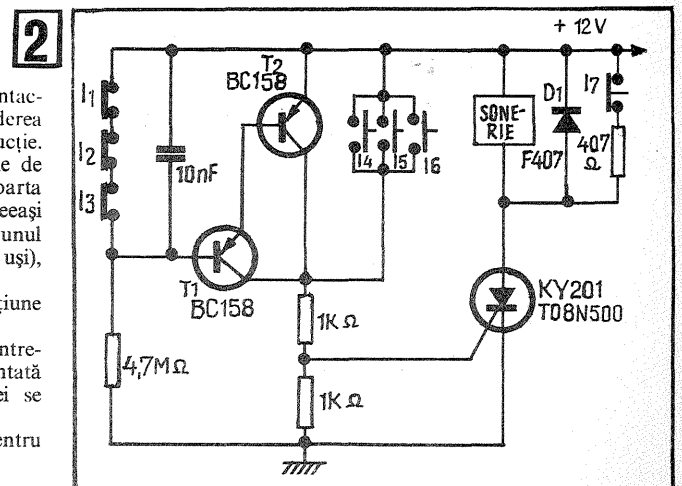 2
ntac-
derea
ucție.
e de
parta
eeași
unul
uși),
țiune
ntre-
ntată
ei se
entru
+ 12V
I1
I2
I3
10nF
T2
BC158
T1
BC158
I4
I5
I6
SONE-
RIE
D1
F407
I7
407
Ω
KY201
T08N500
4,7MΩ
1KΩ
1KΩ